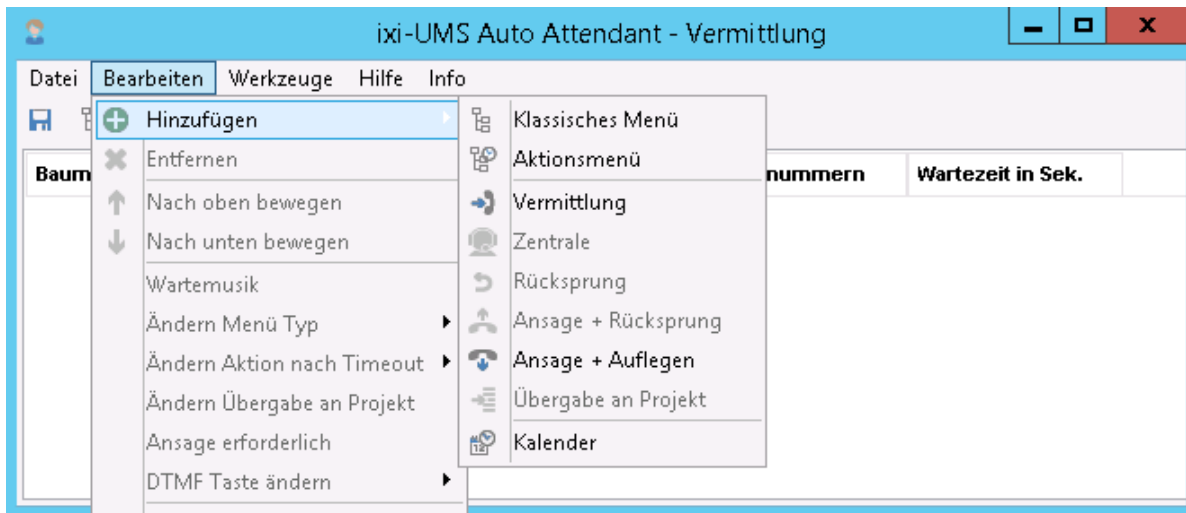 ixi-UMS Auto Attendant - Vermittlung
Datei Bearbeiten Werkzeuge Hilfe Info
Hinzufügen
Entfernen
Nach oben bewegen
Nach unten bewegen
Wartemusik
Ändern Menü Typ
Ändern Aktion nach Timeout
Ändern Übergabe an Projekt
Ansage erforderlich
DTMF Taste ändern
Klassisches Menü
Aktionsmenü
Vermittlung
Zentrale
Rücksprung
Ansage + Rücksprung
Ansage + Auflegen
Übergabe an Projekt
12
Kalender
Baum
nummern
Wartezeit in Sek.